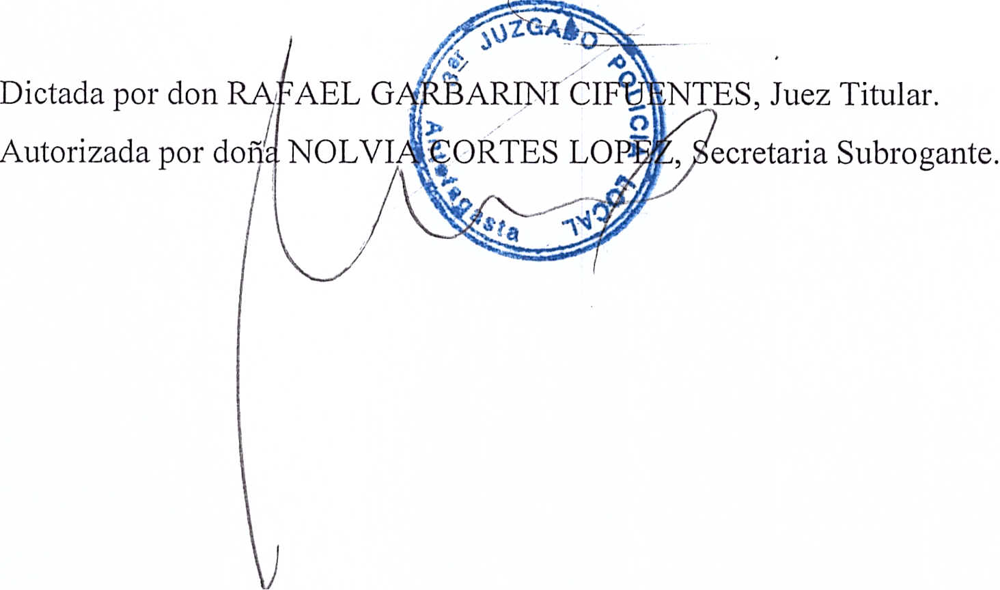 3er JUZGADO POLICIA LOCAL
Antofagasta
Dictada por don RAFAEL GARBARINI CIFUENTES, Juez Titular.
Autorizada por doña NOLVIA CORTES LOPEZ, Secretaria Subrogante.